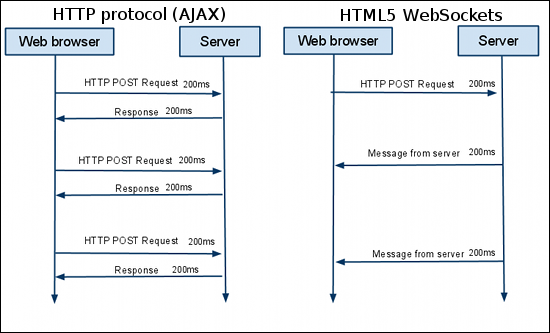 HTTP protocol (AJAX)
Web browser
Server
HTTP POST Request 200ms
Response 200ms
HTTP POST Request 200ms
Response 200ms
HTTP POST Request 200ms
Response 200ms
HTML5 WebSockets
Web browser
Server
HTTP POST Request 200ms
Message from server 200ms
Message from server 200ms